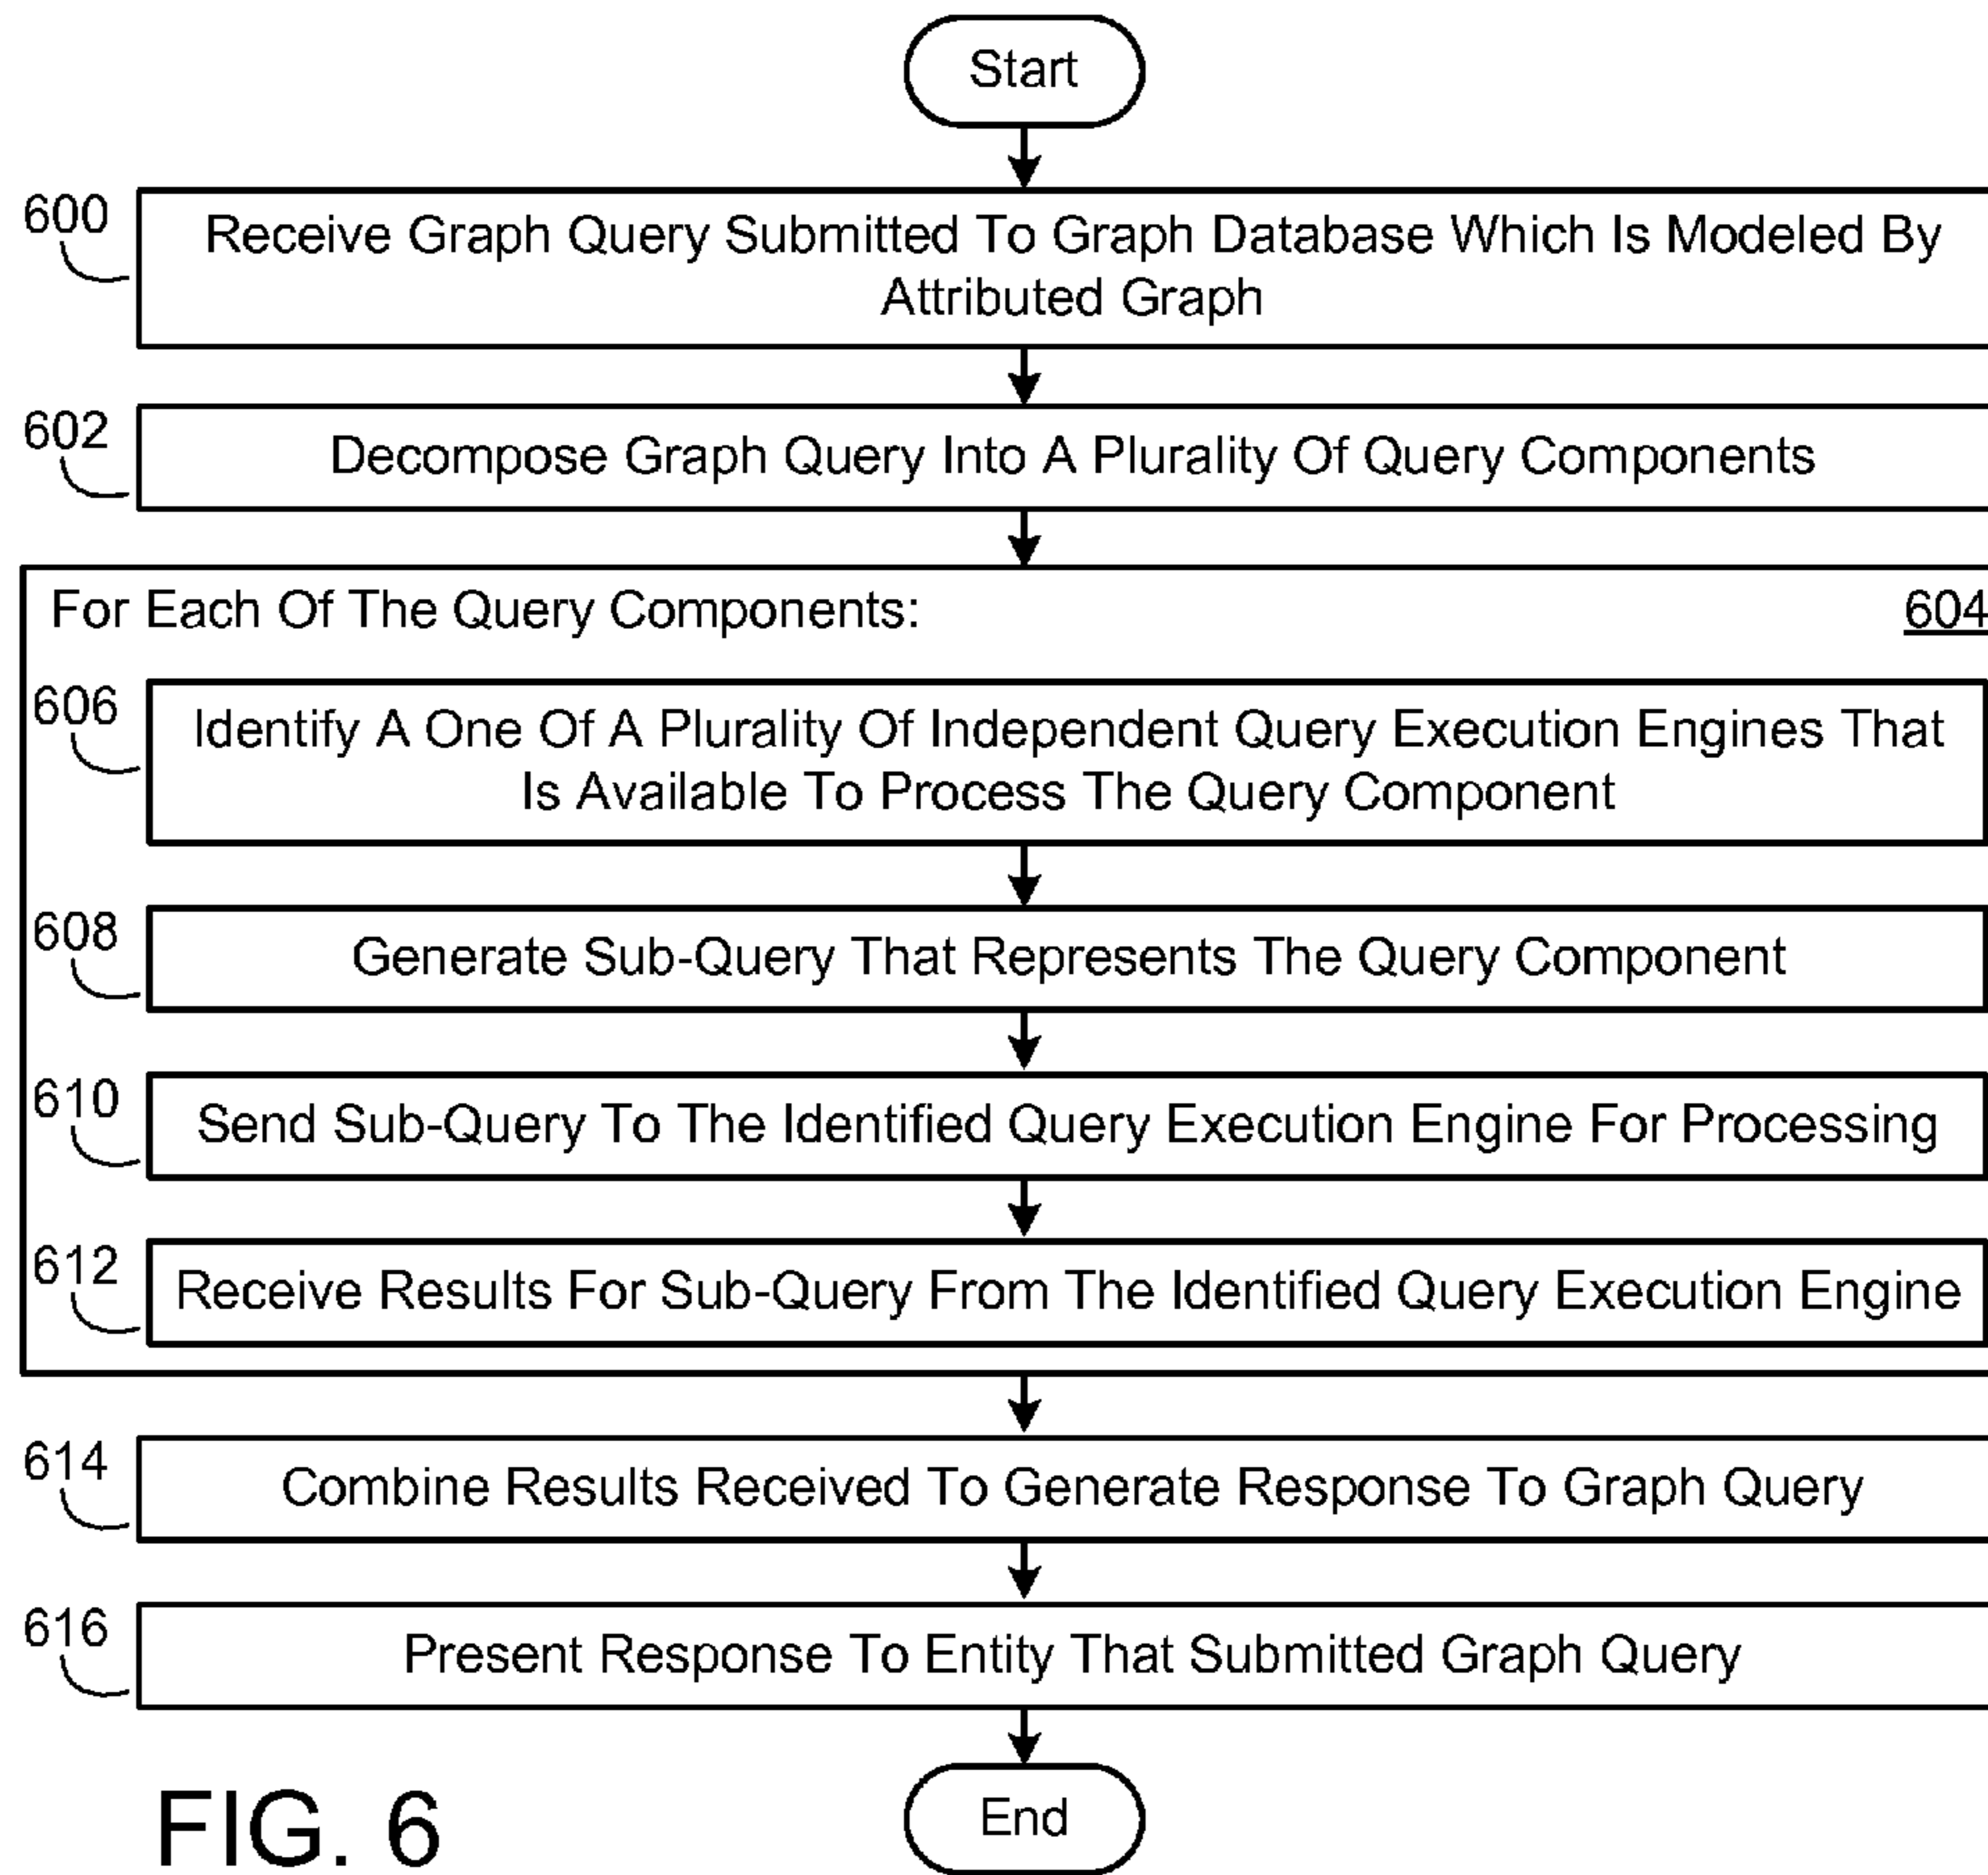 Start
600
Receive Graph Query Submitted To Graph Database Which Is Modeled By
Attributed Graph
602
Decompose Graph Query Into A Plurality Of Query Components
For Each Of The Query Components:
604
606
Identify A One Of A Plurality Of Independent Query Execution Engines That
Is Available To Process The Query Component
608
Generate Sub-Query That Represents The Query Component
610
Send Sub-Query To The Identified Query Execution Engine For Processing
612
Receive Results For Sub-Query From The Identified Query Execution Engine
614
Combine Results Received To Generate Response To Graph Query
616
Present Response To Entity That Submitted Graph Query
End
FIG. 6